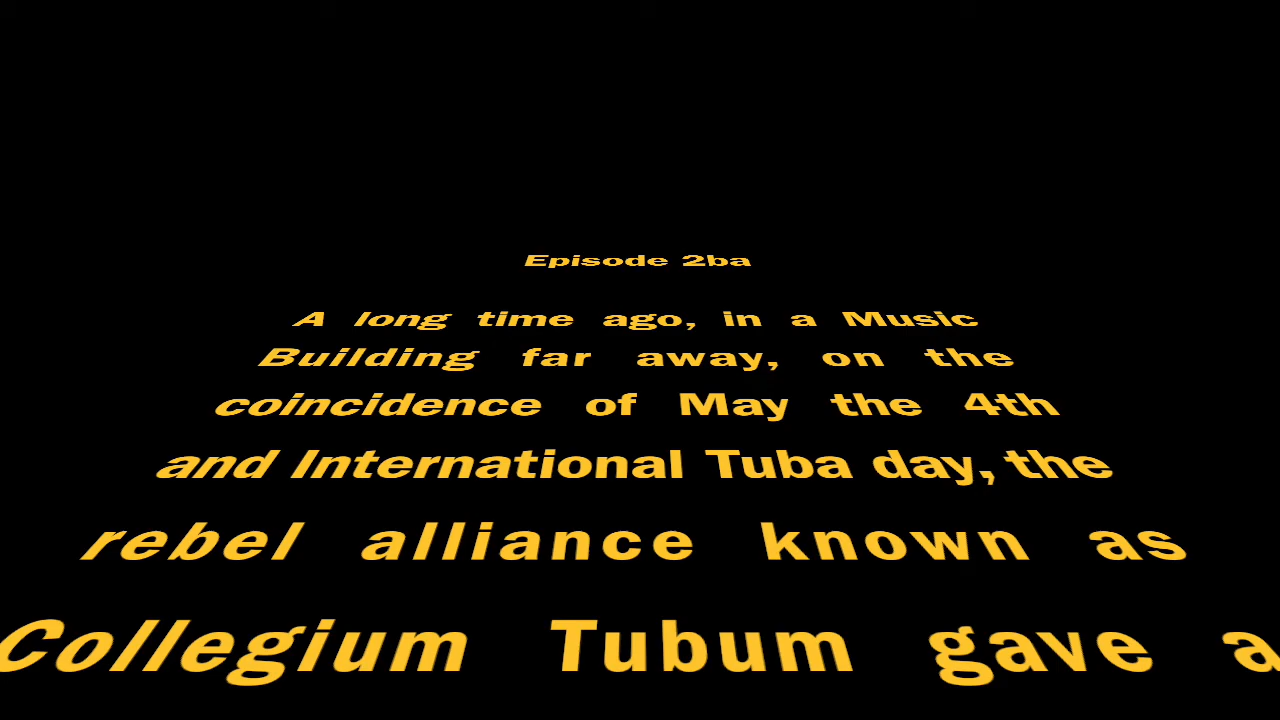 Episode 2ba
A long time ago, in a Music
Building far away, on the
coincidence of May the 4th
and International Tuba day, the
rebel alliance known as
Collegium Tubum gave a